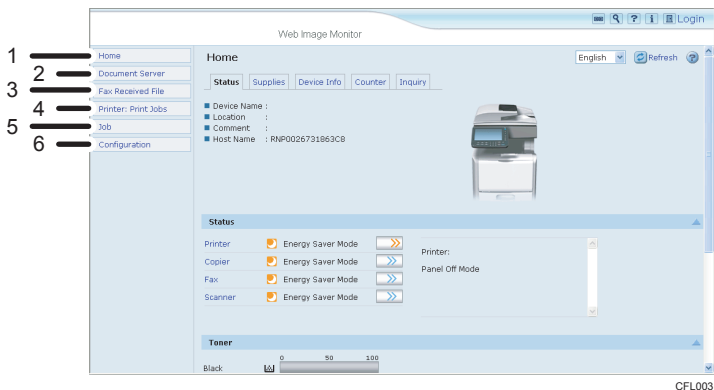 Login
Web Image Monitor
1 Home
2 Document Server
3 Fax Received File
4 Printer: Print Jobs
5 Job
6 Configuration
Home
English Refresh
Status Supplies Device Info Counter Inquiry
Device Name :
Location :
Comment :
Host Name : RNP0026731863C8
Status
Printer Energy Saver Mode
Copier Energy Saver Mode
Fax Energy Saver Mode
Scanner Energy Saver Mode
Printer:
Panel Off Mode
Toner
0 50 100
Black
CFL003